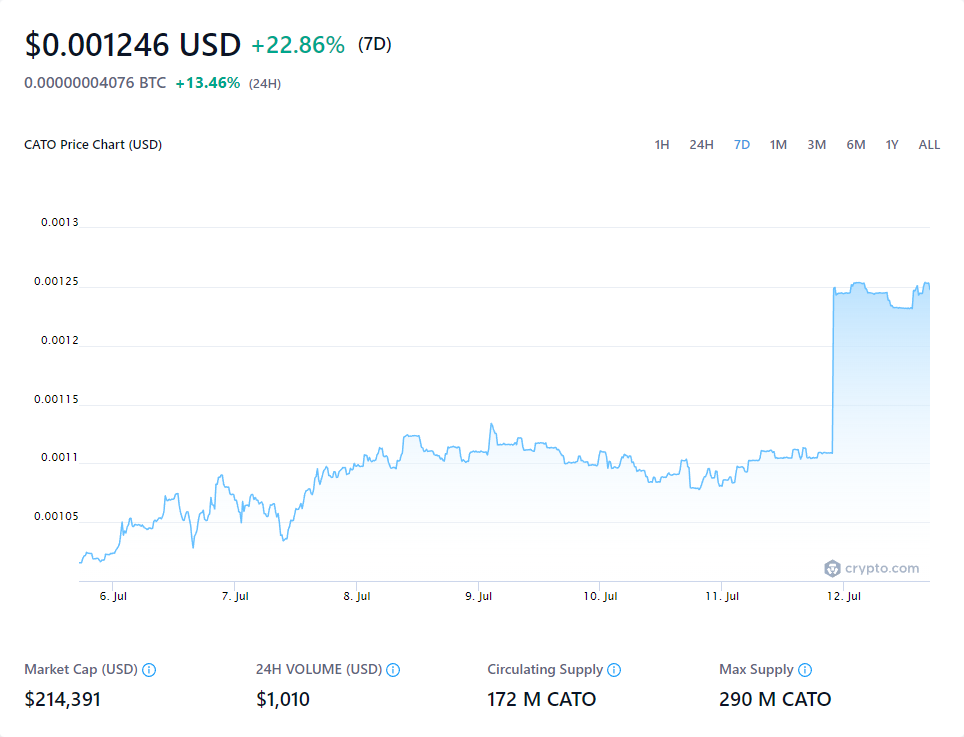 $0.001246 USD +22.86% (7D)
0.00000004076 BTC +13.46% (24H)
CATO Price Chart (USD) 1H 24H 7D 1M 3M 6M 1Y ALL
0.0013
0.00125
0.0012
0.00115
0.0011
0.00105
crypto.com
6. Jul 7. Jul 8. Jul 9. Jul 10. Jul 11. Jul 12. Jul
Market Cap (USD) 24H VOLUME (USD) Circulating Supply Max Supply
$214,391 $1,010 172 M CATO 290 M CATO